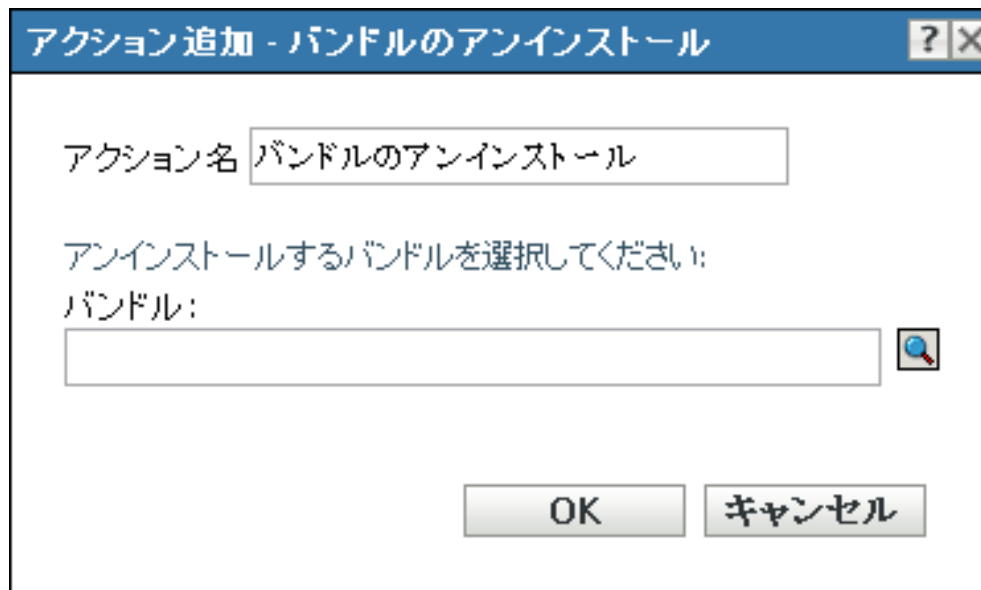 アクション追加 - バンドルのアンインストール ? X
アクション名 バンドルのアンインストール
アンインストールするバンドルを選択してください:
バンドル:
OK キャンセル